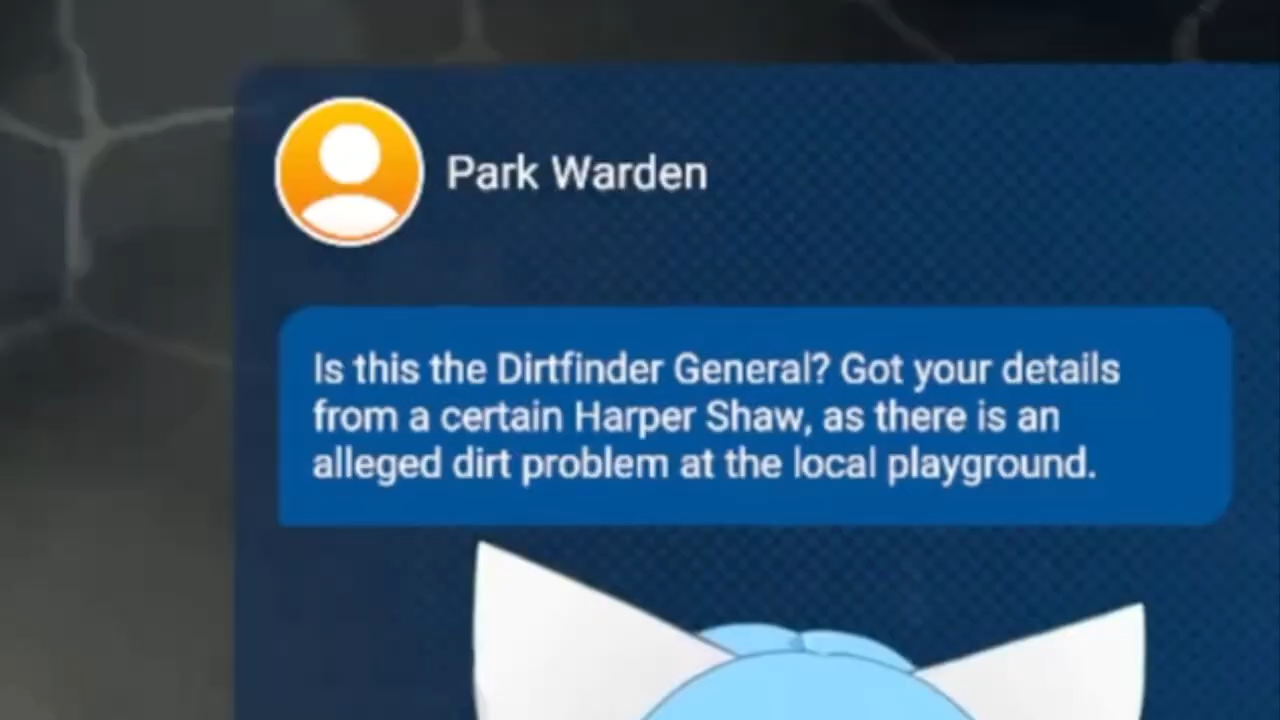 Park Warden
Is this the Dirtfinder General? Got your details
from a certain Harper Shaw, as there is an
alleged dirt problem at the local playground.